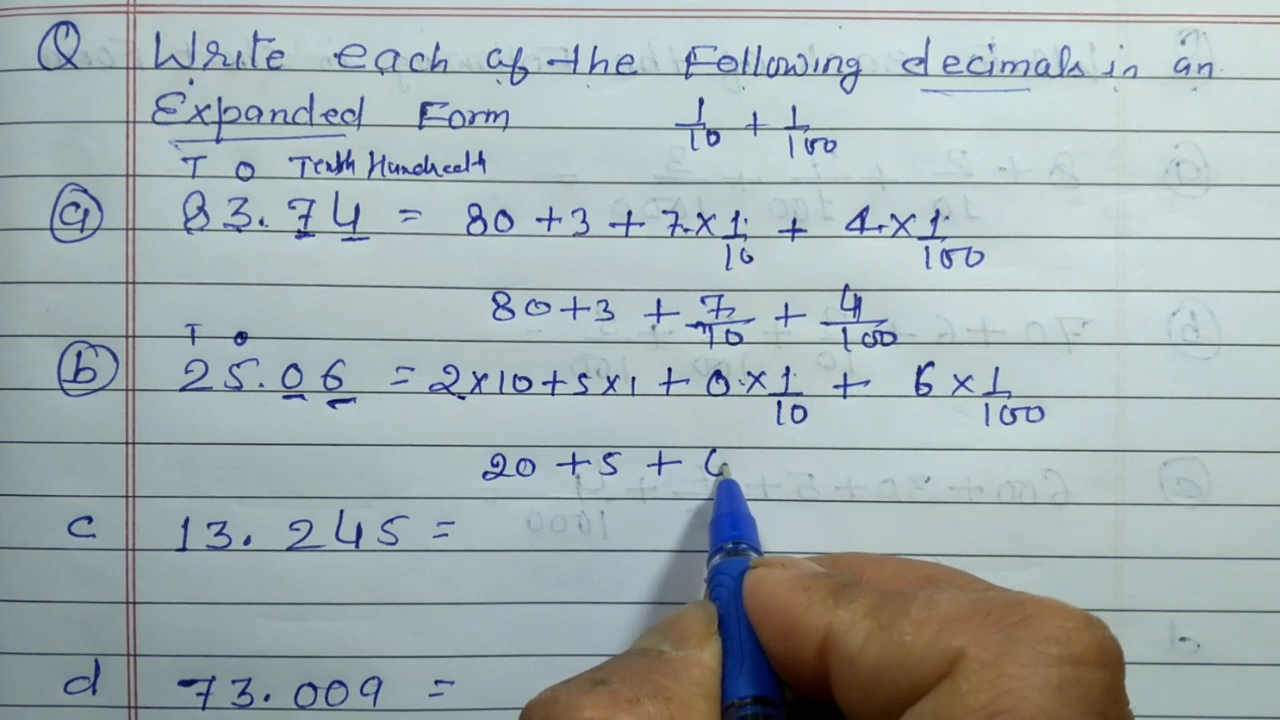 Q Write each of the Following decimals in an
Expanded Form 1/10 + 1/100
T O Tenth Hundredth
a 83.74 = 80 + 3 + 7 × 1/10 + 4 × 1/100
80 + 3 + 7/10 + 4/100
T O
b 25.06 = 2×10 + 5×1 + 0 × 1/10 + 6 × 1/100
20 + 5 +
c 13.245 =
d 73.009 =